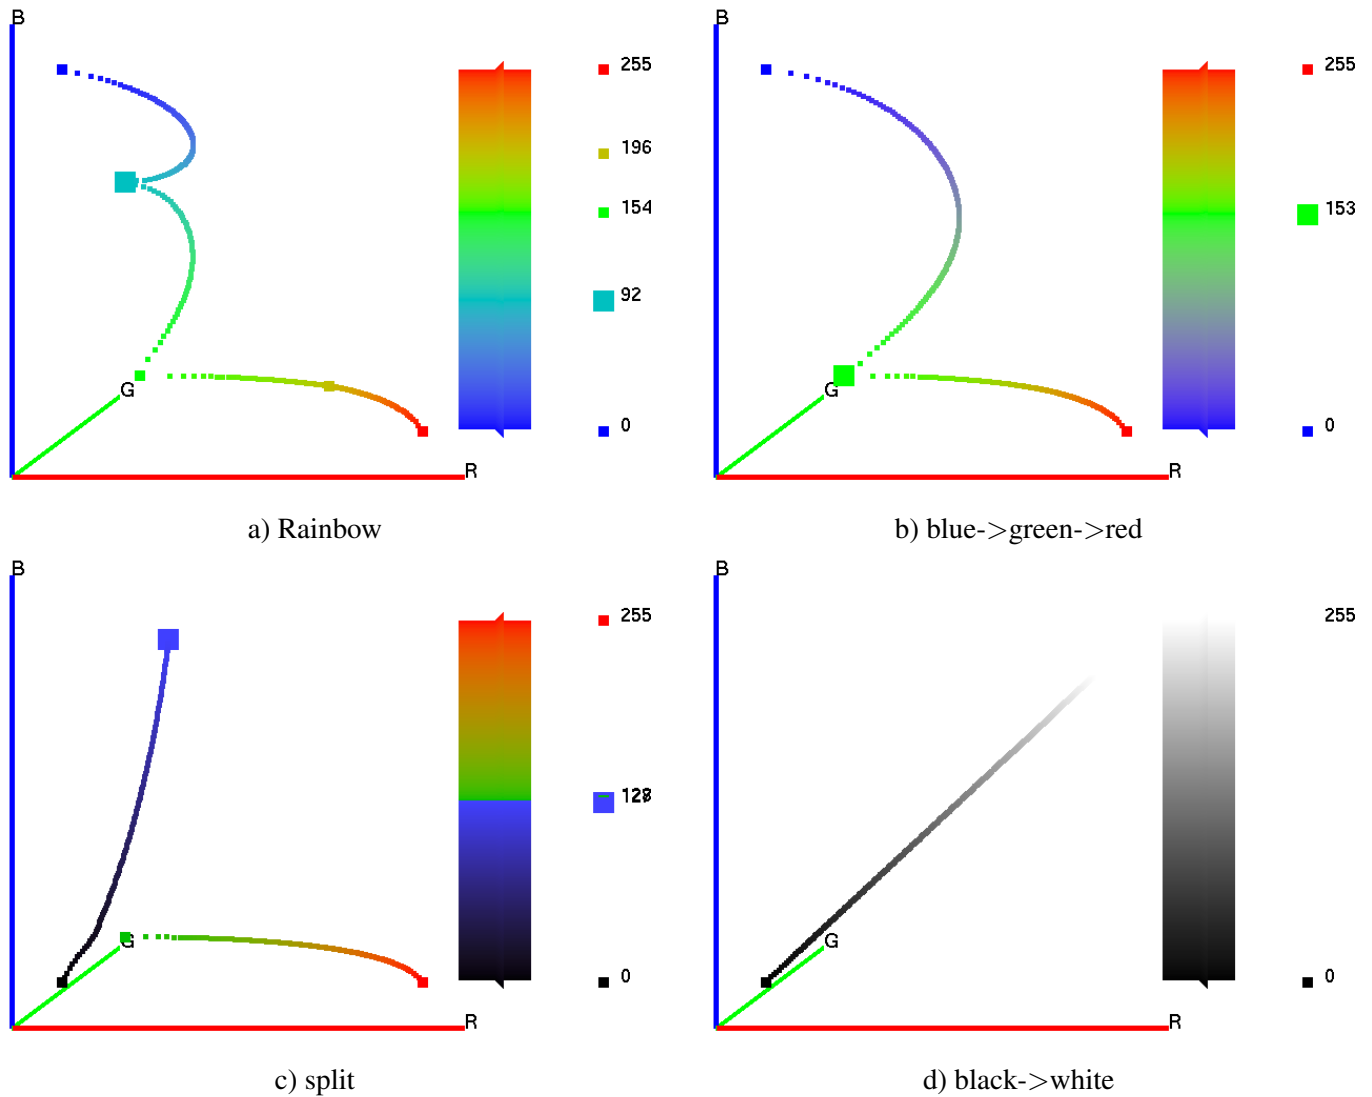 B
255
196
154
92
0
G
R
a) Rainbow
B
255
153
0
G
R
b) blue->green->red
B
255
0
G
R
c) split
B
255
0
G
R
d) black->white